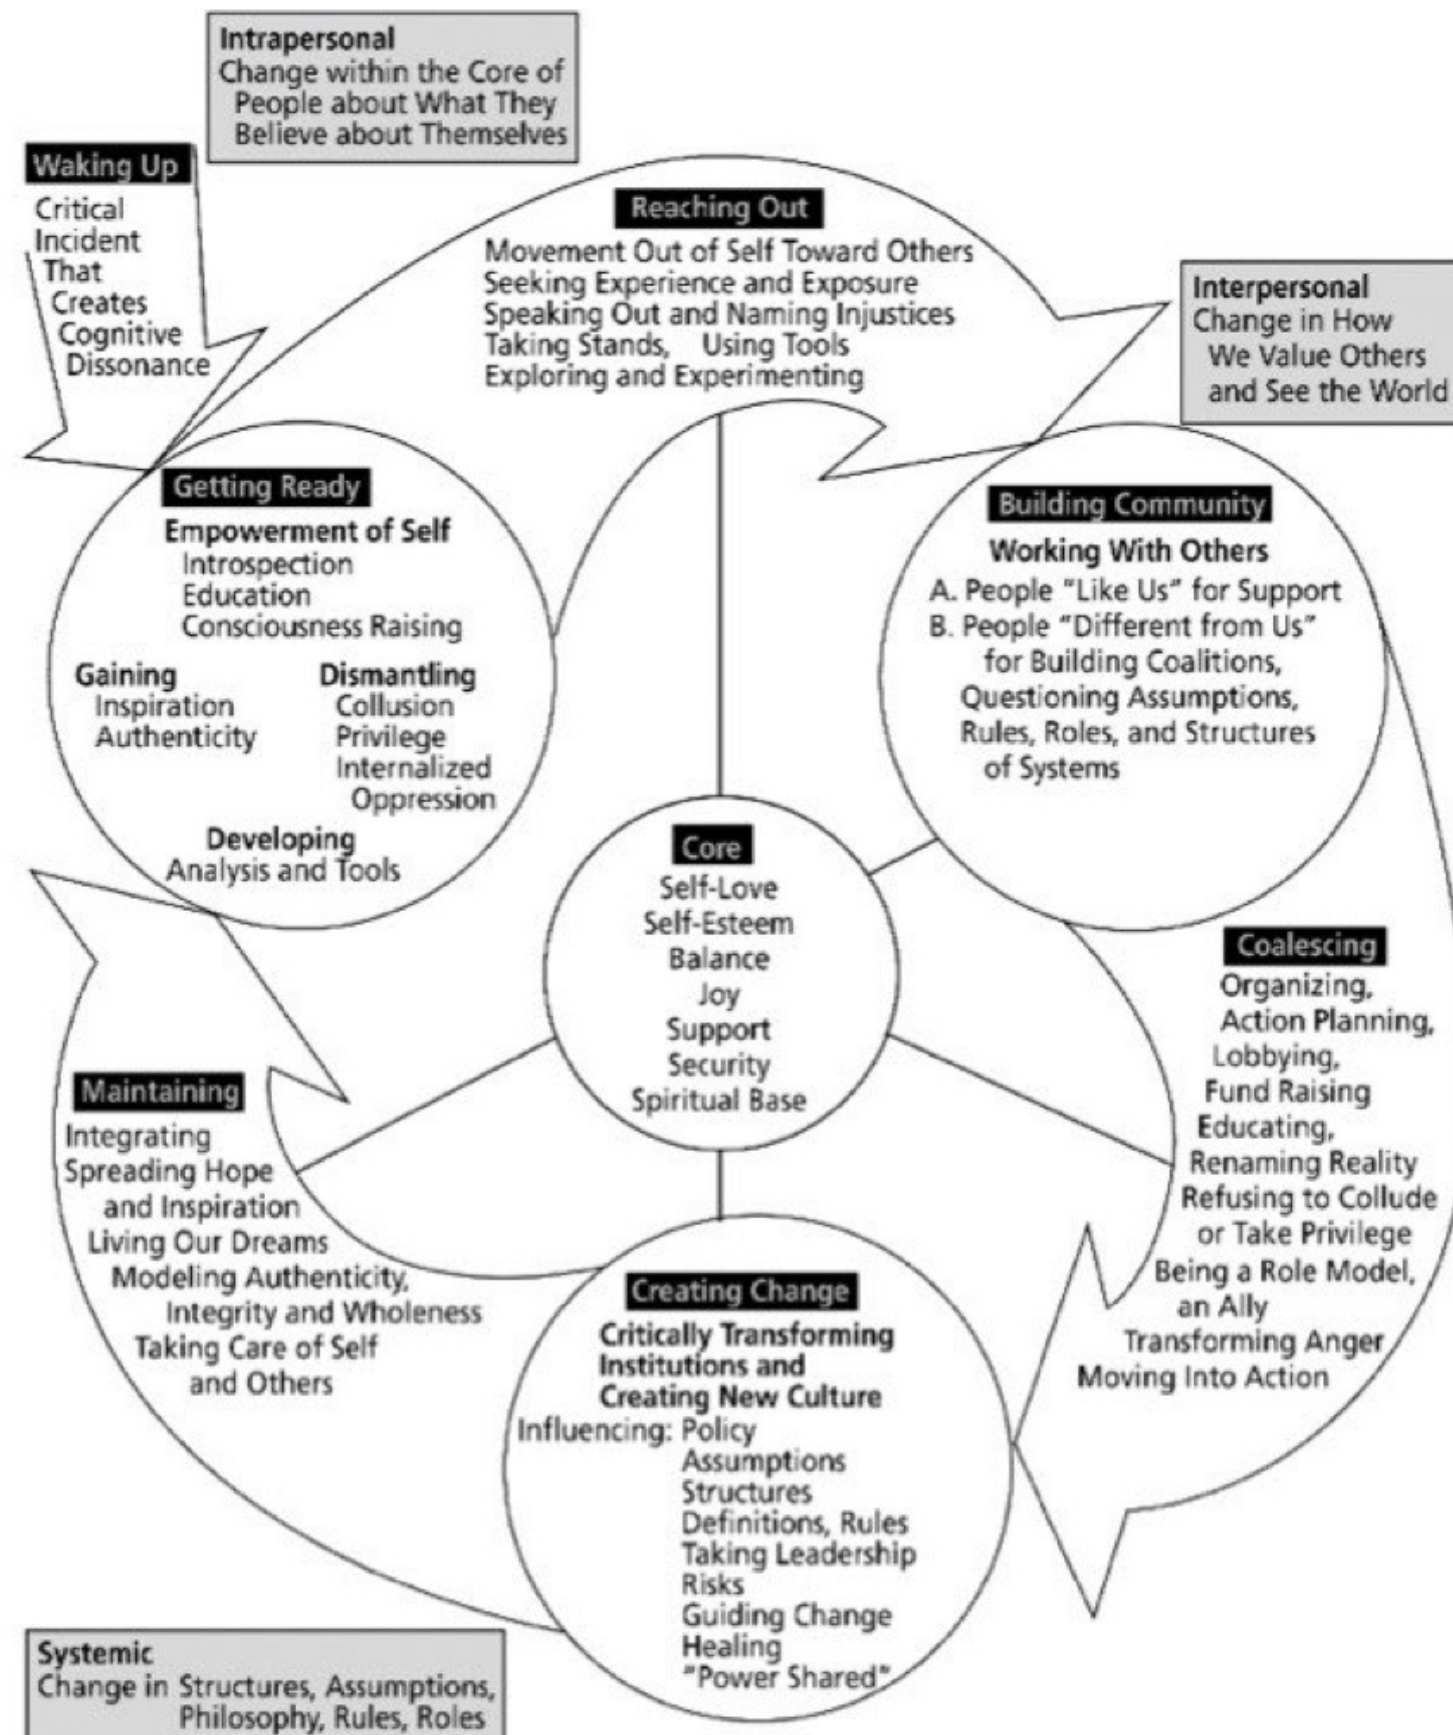 Intrapersonal
Change within the Core of
People about What They
Believe about Themselves
Waking Up
Critical
Incident
That
Creates
Cognitive
Dissonance
Reaching Out
Movement Out of Self Toward Others
Seeking Experience and Exposure
Speaking Out and Naming Injustices
Taking Stands, Using Tools
Exploring and Experimenting
Interpersonal
Change in How
We Value Others
and See the World
Getting Ready
Empowerment of Self
Introspection
Education
Consciousness Raising
Gaining
Inspiration
Authenticity
Dismantling
Collusion
Privilege
Internalized
Oppression
Developing
Analysis and Tools
Building Community
Working With Others
A. People “Like Us” for Support
B. People “Different from Us”
for Building Coalitions,
Questioning Assumptions,
Rules, Roles, and Structures
of Systems
Core
Self-Love
Self-Esteem
Balance
Joy
Support
Security
Spiritual Base
Coalescing
Organizing,
Action Planning,
Lobbying,
Fund Raising
Educating,
Renaming Reality
Refusing to Collude
or Take Privilege
Being a Role Model,
an Ally
Transforming Anger
Moving Into Action
Creating Change
Critically Transforming
Institutions and
Creating New Culture
Influencing: Policy
Assumptions
Structures
Definitions, Rules
Taking Leadership
Risks
Guiding Change
Healing
“Power Shared”
Maintaining
Integrating
Spreading Hope
and Inspiration
Living Our Dreams
Modeling Authenticity,
Integrity and Wholeness
Taking Care of Self
and Others
Systemic
Change in Structures, Assumptions,
Philosophy, Rules, Roles